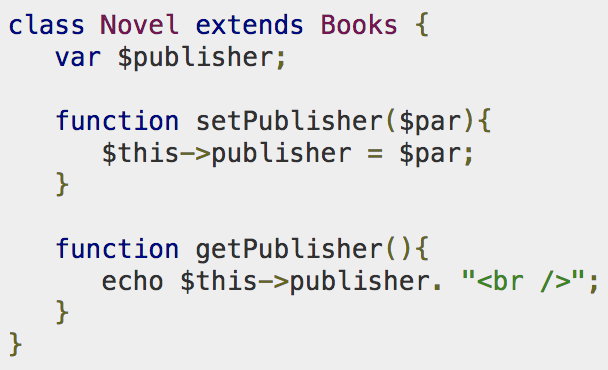 class Novel extends Books {
   var $publisher;

   function setPublisher($par){
      $this->publisher = $par;
   }

   function getPublisher(){
      echo $this->publisher. "<br />";
   }
}